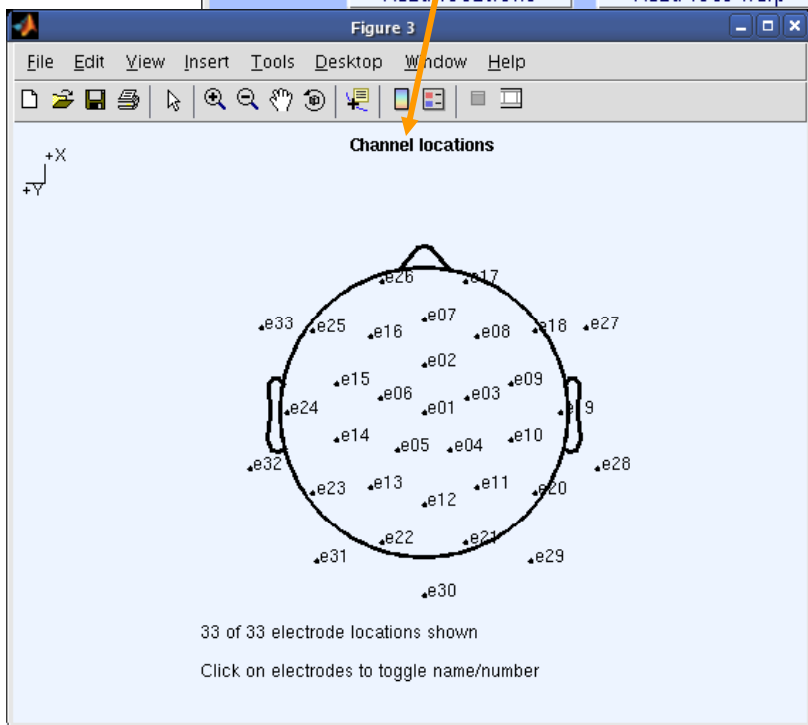 Figure 3
File Edit View Insert Tools Desktop Window Help
Channel locations
+X
+Y
e26 e17
e33 e25 e16 e07 e08 e18 e27
e02
e15 e06 e03 e09
e24 e01 e19
e14 e05 e04 e10
e32 e28
e23 e13 e12 e11 e20
e22 e21
e31 e29
e30
33 of 33 electrode locations shown
Click on electrodes to toggle name/number